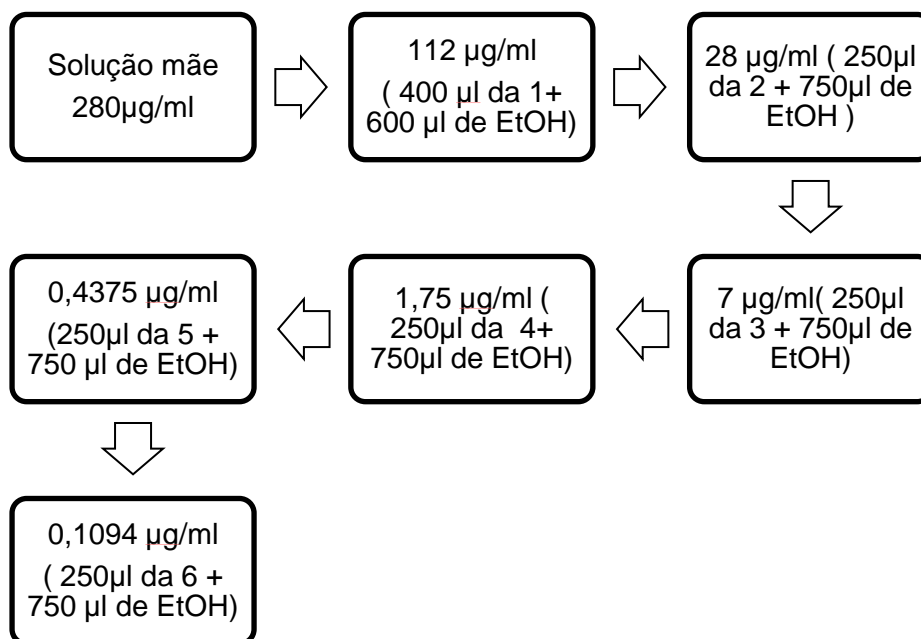 Solução mãe
280µg/ml
112 µg/ml
( 400 µl da 1+
600 µl de EtOH)
28 µg/ml ( 250µl
da 2 + 750µl de
EtOH )
7 µg/ml( 250µl
da 3 + 750µl de
EtOH)
1,75 µg/ml (
250µl da  4+
750µl de EtOH)
0,4375 µg/ml
(250µl da 5 +
750 µl de EtOH)
0,1094 µg/ml
( 250µl da 6 +
750 µl de EtOH)